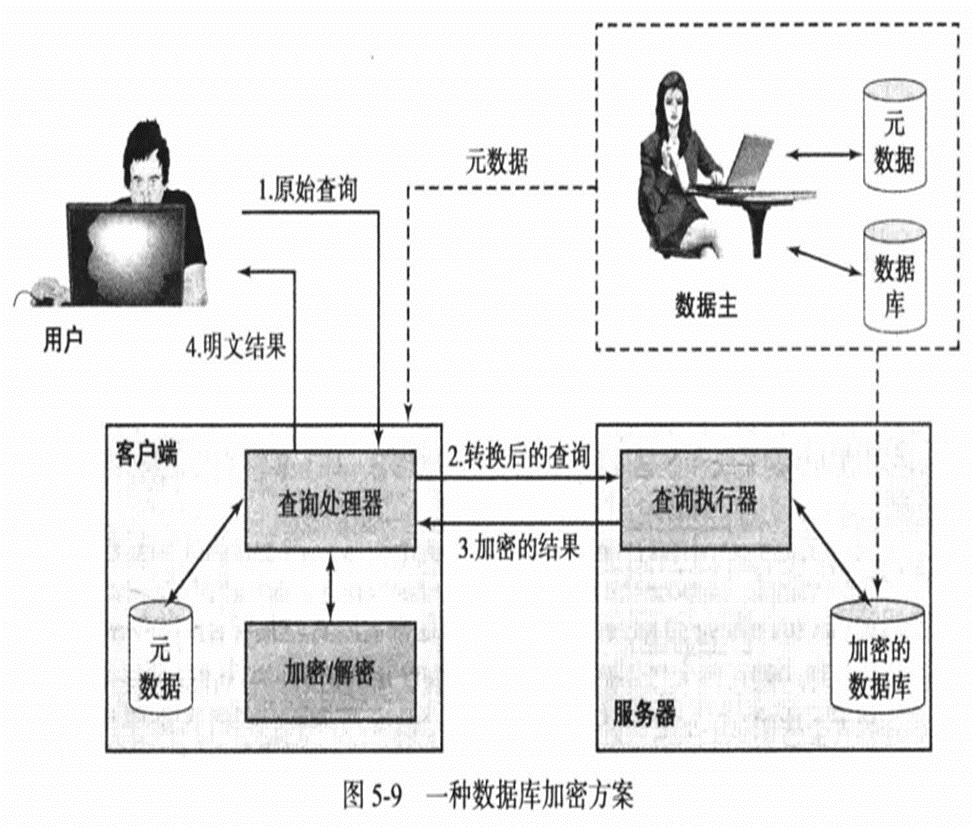 元
数据
元数据
1.原始查询
数据
库
数据主
用户
4.明文结果
客户端
2.转换后的查询
查询处理器
查询执行器
3.加密的结果
元
数据
加密/解密
加密的
数据库
服务器
图 5-9 一种数据库加密方案